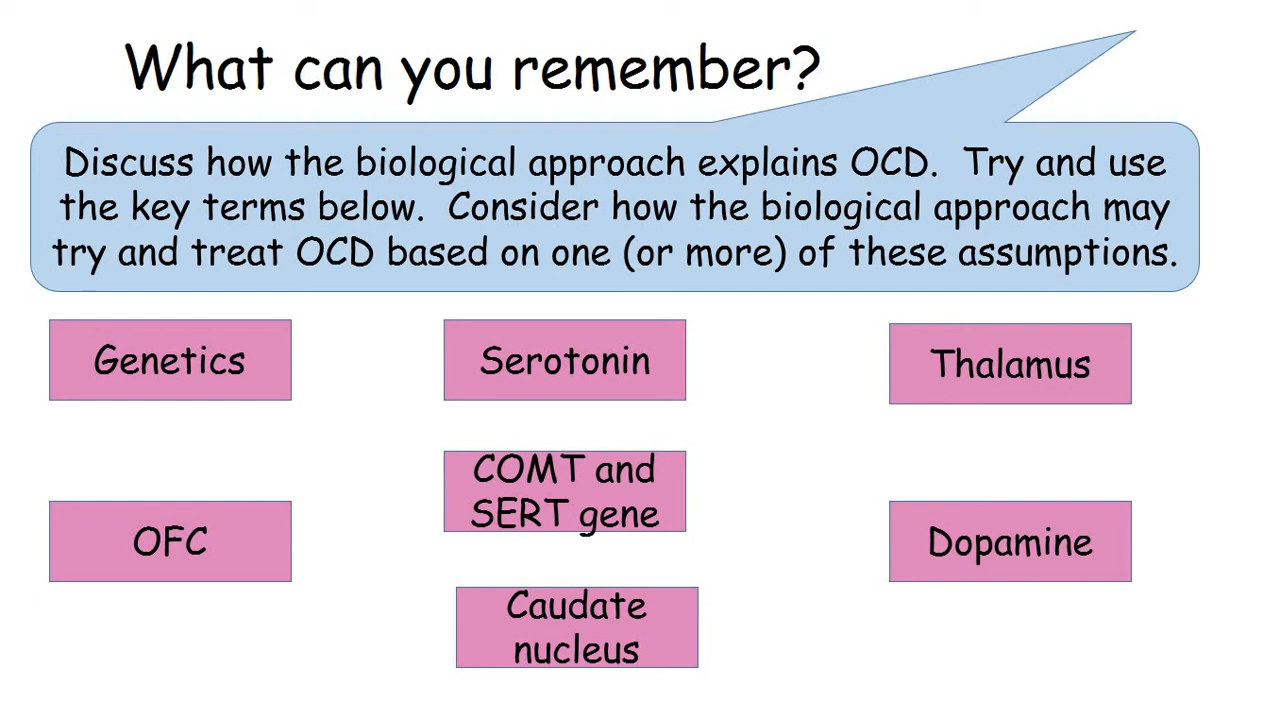 What can you remember?
Discuss how the biological approach explains OCD.  Try and use
the key terms below.  Consider how the biological approach may
try and treat OCD based on one (or more) of these assumptions.
Genetics
Serotonin
Thalamus
COMT and
SERT gene
OFC
Dopamine
Caudate
nucleus